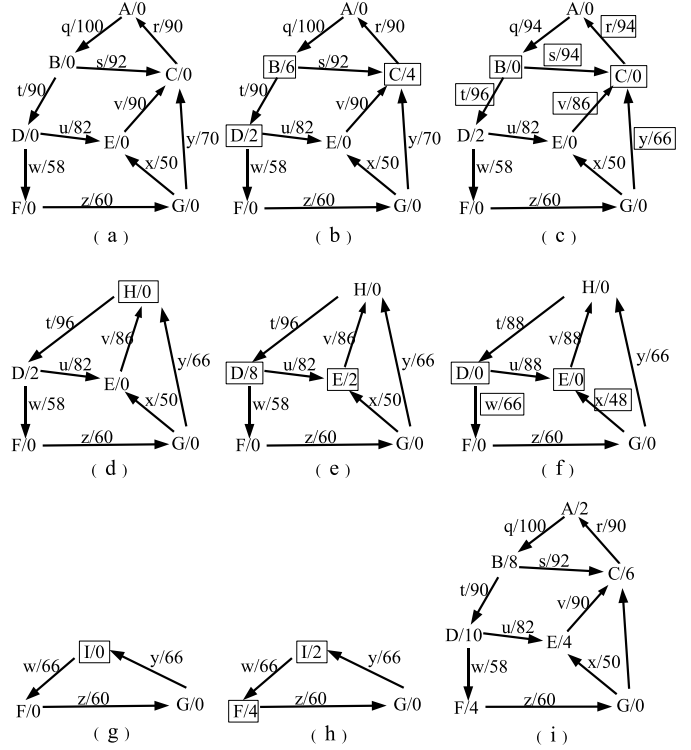 A/0 A/0 A/0
q/100 r/90 q/100 r/90 q/94 r/94
B/0 s/92 C/0 B/6 s/92 C/4 B/0 s/94 C/0
t/90 v/90 t/90 v/90 t/96 v/86
D/0 u/82 E/0 y/70 D/2 u/82 E/0 y/70 D/2 u/82 E/0 y/66
w/58 x/50 w/58 x/50 w/58 x/50
F/0 z/60 G/0 F/0 z/60 G/0 F/0 z/60 G/0
( a ) ( b ) ( c )
H/0 H/0 H/0
t/96 v/86 t/96 v/86 t/88 v/88
D/2 u/82 E/0 y/66 D/8 u/82 E/2 y/66 D/0 u/88 E/0 y/66
w/58 x/50 w/58 x/50 w/66 x/48
F/0 z/60 G/0 F/0 z/60 G/0 F/0 z/60 G/0
( d ) ( e ) ( f )
A/2
q/100 r/90
B/8 s/92 C/6
t/90 v/90
I/0 I/2 D/10 u/82 E/4
w/66 y/66 w/66 y/66 w/58 x/50
F/0 z/60 G/0 F/4 z/60 G/0 F/4 z/60 G/0
( g ) ( h ) ( i )